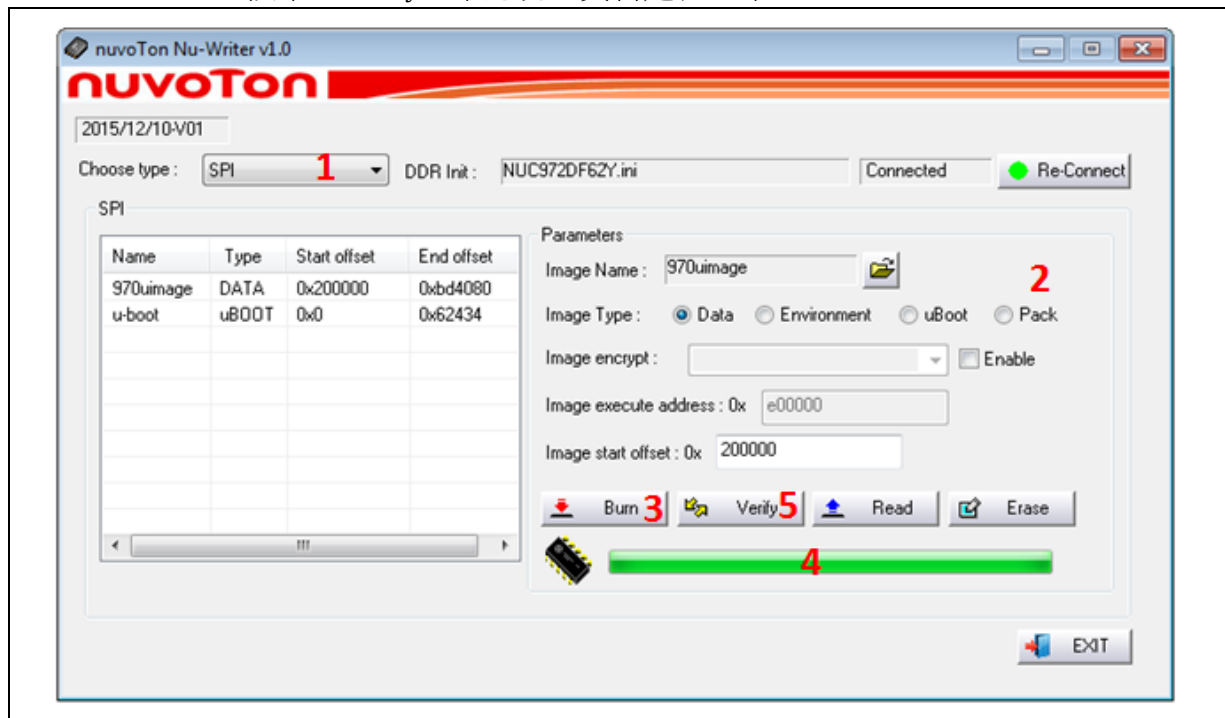 nuvoTon Nu-Writer v1.0
nuvoTon
2015/12/10-V01
Choose type : SPI 1 DDR Init : NUC972DF62Y.ini Connected Re-Connect
SPI
Name Type Start offset End offset
970uimage DATA 0x200000 0xbd4080
u-boot uBOOT 0x0 0x62434
Parameters
Image Name : 970uimage
2
Image Type : Data Environment uBoot Pack
Image encrypt : Enable
Image execute address : 0x e00000
Image start offset : 0x 200000
Burn 3 Verify 5 Read Erase
4
EXIT